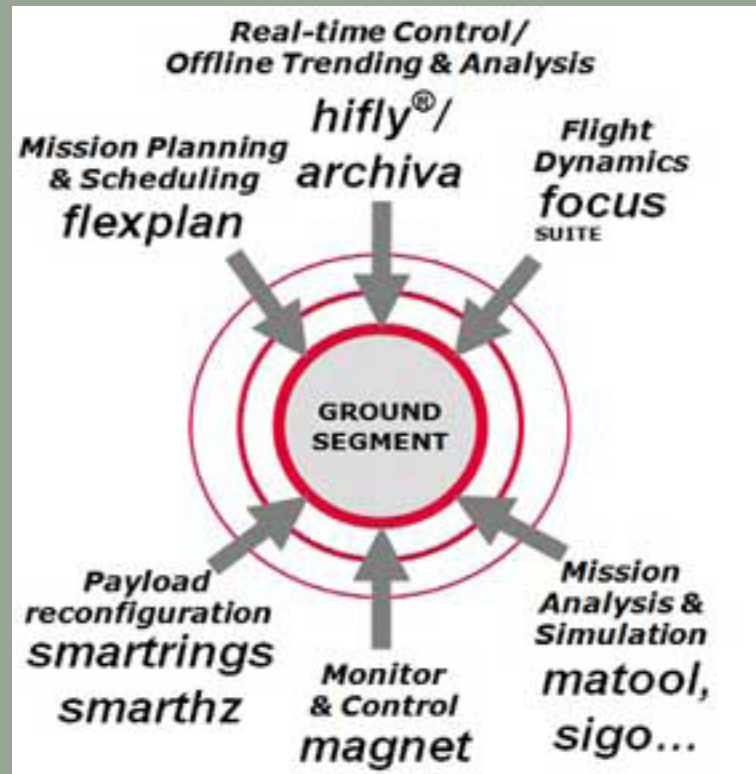 Real-time Control/
Offline Trending & Analysis
hifly®/
archiva
Mission Planning
& Scheduling
flexplan
Flight
Dynamics
focus
SUITE
GROUND
SEGMENT
Payload
reconfiguration
smartrings
smarthz
Monitor
& Control
magnet
Mission
Analysis &
Simulation
matool,
sigo...